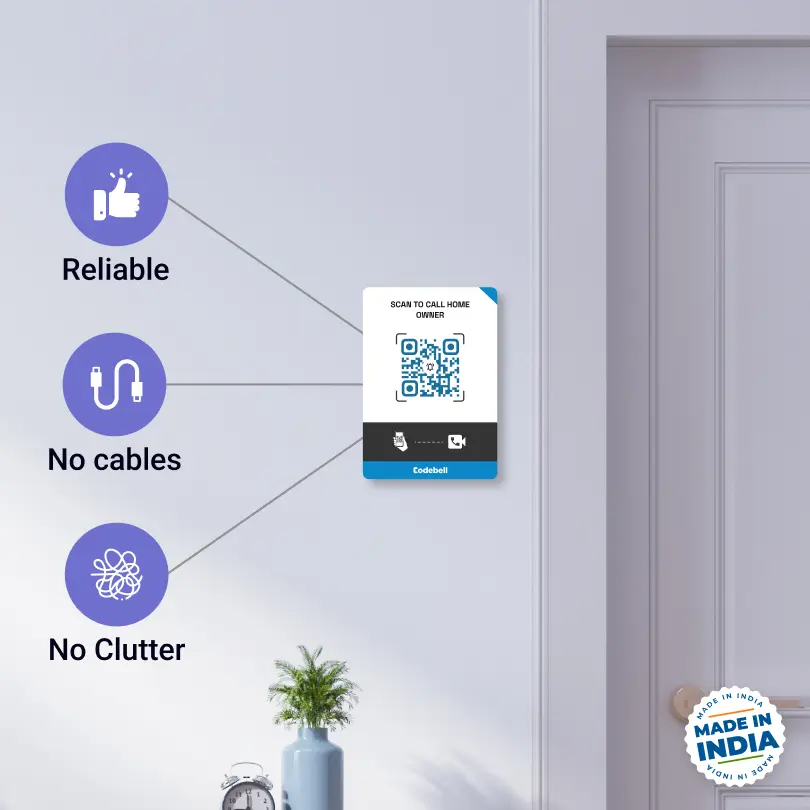 Reliable
No cables
No Clutter
SCAN TO CALL HOME
OWNER
Codebell
MADE IN INDIA
MADE IN
INDIA
MADE IN INDIA